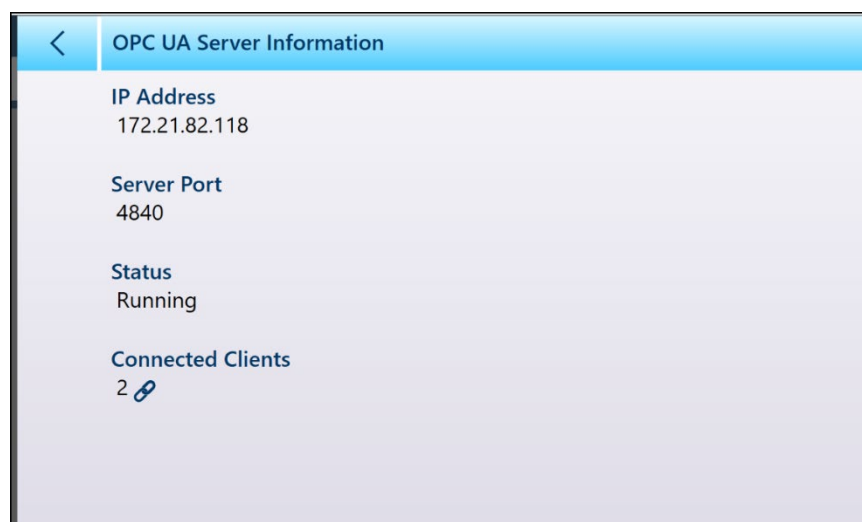 OPC UA Server Information
IP Address
172.21.82.118
Server Port
4840
Status
Running
Connected Clients
2